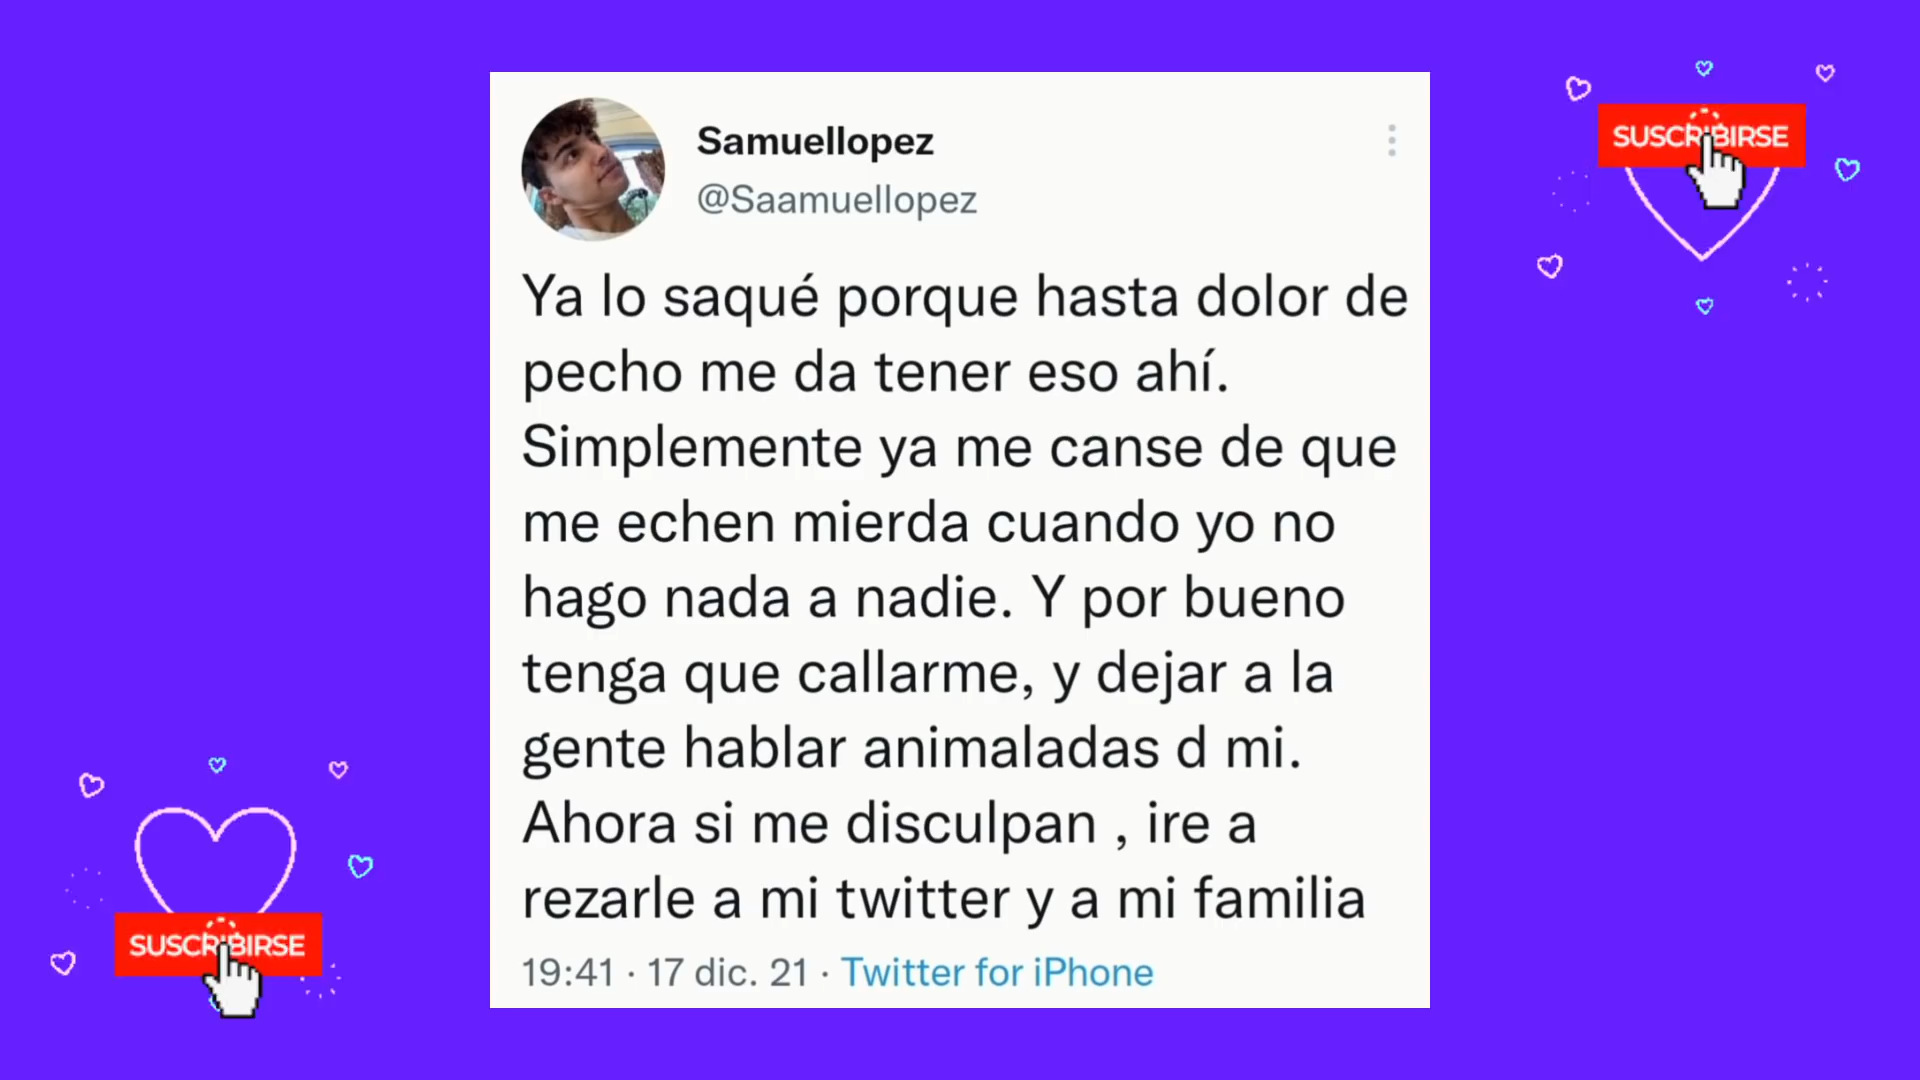 Samuellopez
@Saamuellopez
SUSCRIBIRSE
Ya lo saqué porque hasta dolor de
pecho me da tener eso ahí.
Simplemente ya me canse de que
me echen mierda cuando yo no
hago nada a nadie. Y por bueno
tenga que callarme, y dejar a la
gente hablar animaladas d mi.
Ahora si me disculpan , ire a
rezarle a mi twitter y a mi familia
19:41 · 17 dic. 21 · Twitter for iPhone
SUSCRIBIRSE